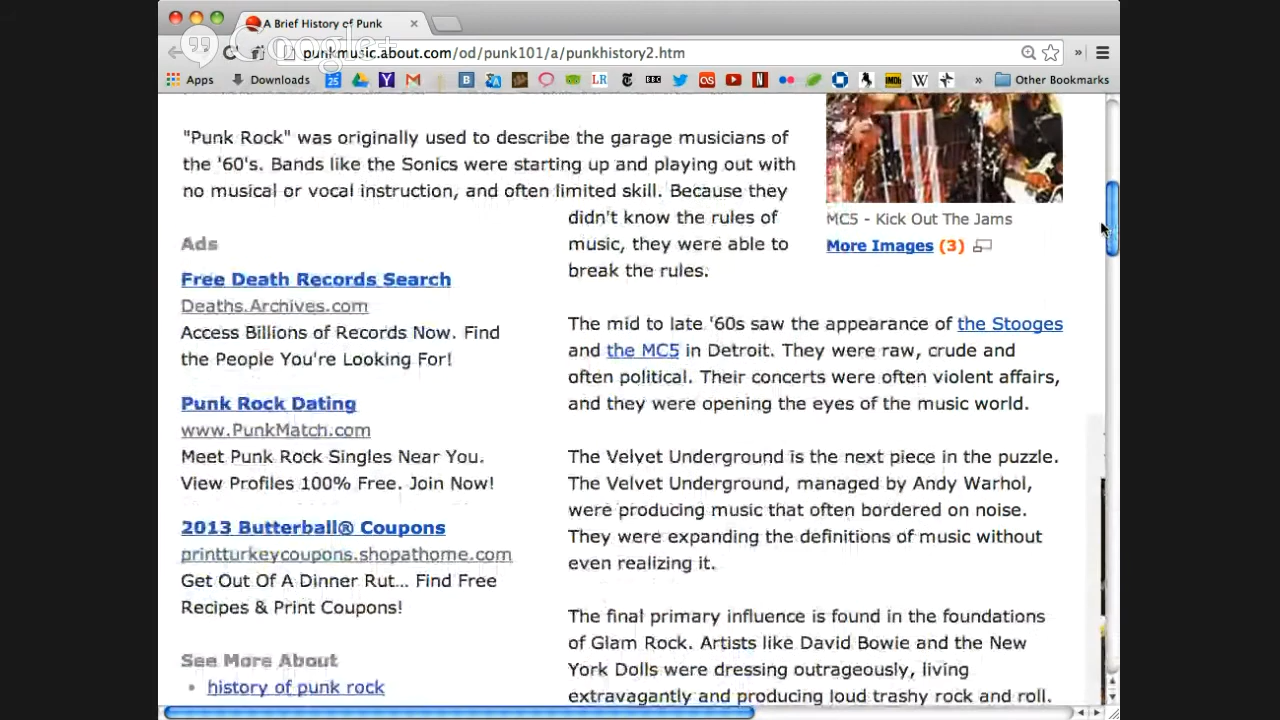 A Brief History of Punk
Google+
punkmusic.about.com/od/punk101/a/punkhistory2.htm
Apps
Downloads
Other Bookmarks
"Punk Rock" was originally used to describe the garage musicians of
the '60's. Bands like the Sonics were starting up and playing out with
no musical or vocal instruction, and often limited skill. Because they
didn't know the rules of
music, they were able to
break the rules.
MC5 - Kick Out The Jams
More Images (3)
Ads
Free Death Records Search
Deaths.Archives.com
Access Billions of Records Now. Find
the People You're Looking For!
Punk Rock Dating
www.PunkMatch.com
Meet Punk Rock Singles Near You.
View Profiles 100% Free. Join Now!
2013 Butterball® Coupons
printturkeycoupons.shopathome.com
Get Out Of A Dinner Rut... Find Free
Recipes & Print Coupons!
See More About
• history of punk rock
The mid to late '60s saw the appearance of the Stooges
and the MC5 in Detroit. They were raw, crude and
often political. Their concerts were often violent affairs,
and they were opening the eyes of the music world.
The Velvet Underground is the next piece in the puzzle.
The Velvet Underground, managed by Andy Warhol,
were producing music that often bordered on noise.
They were expanding the definitions of music without
even realizing it.
The final primary influence is found in the foundations
of Glam Rock. Artists like David Bowie and the New
York Dolls were dressing outrageously, living
extravagantly and producing loud trashy rock and roll.